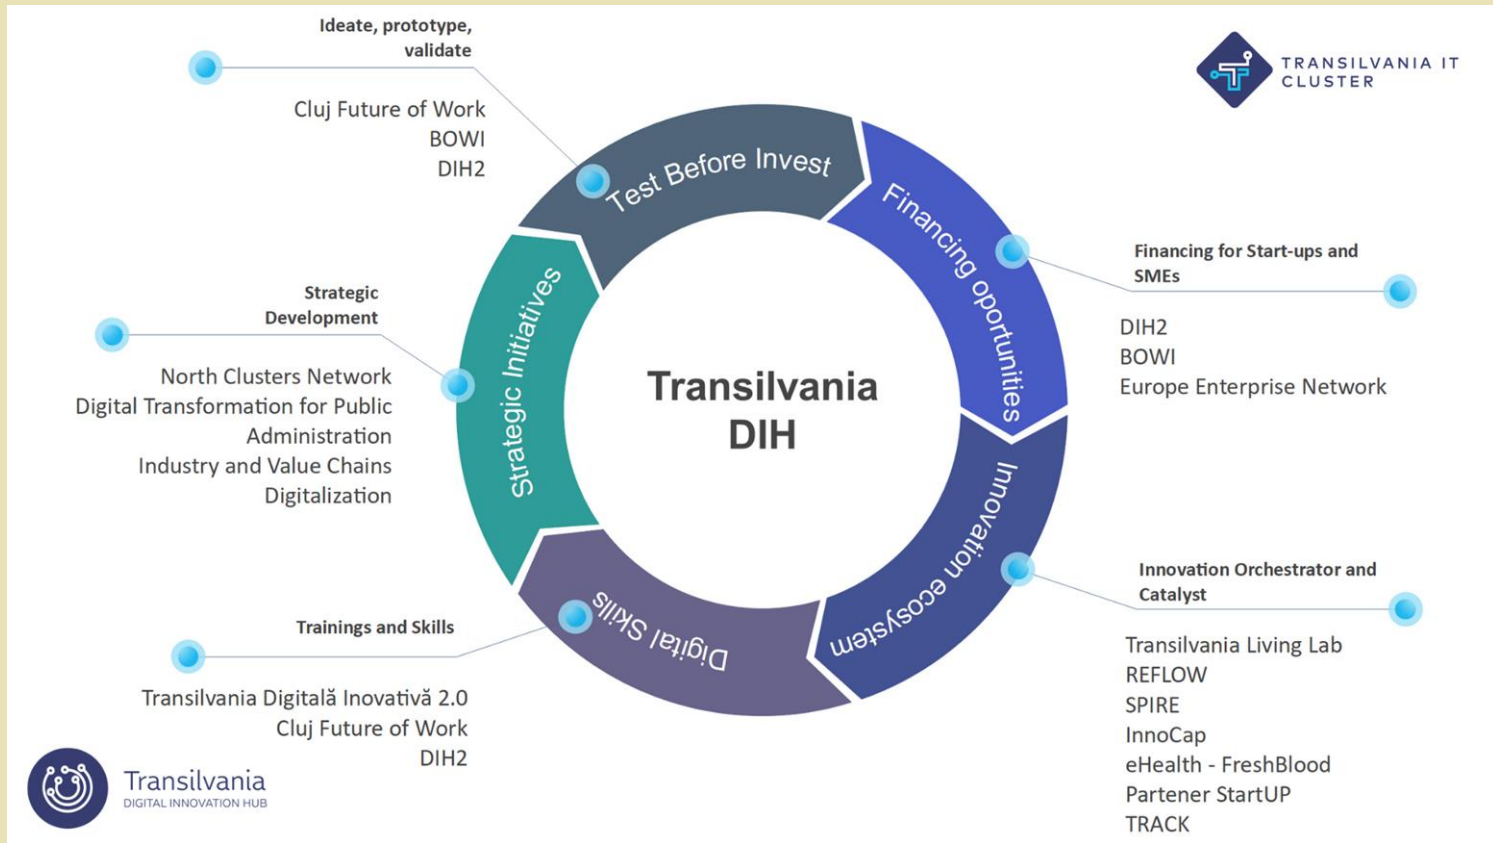 Ideate, prototype,
validate
Cluj Future of Work
BOWI
DIH2
TRANSILVANIA IT
CLUSTER
Test Before Invest
Financing oportunities
Financing for Start-ups and
SMEs
DIH2
BOWI
Europe Enterprise Network
Strategic
Development
North Clusters Network
Digital Transformation for Public
Administration
Industry and Value Chains
Digitalization
Strategic Initiatives
Transilvania
DIH
Innovation ecosystem
Innovation Orchestrator and
Catalyst
Transilvania Living Lab
REFLOW
SPIRE
InnoCap
eHealth - FreshBlood
Partener StartUP
TRACK
Digital Skills
Trainings and Skills
Transilvania Digitală Inovativă 2.0
Cluj Future of Work
DIH2
Transilvania
DIGITAL INNOVATION HUB